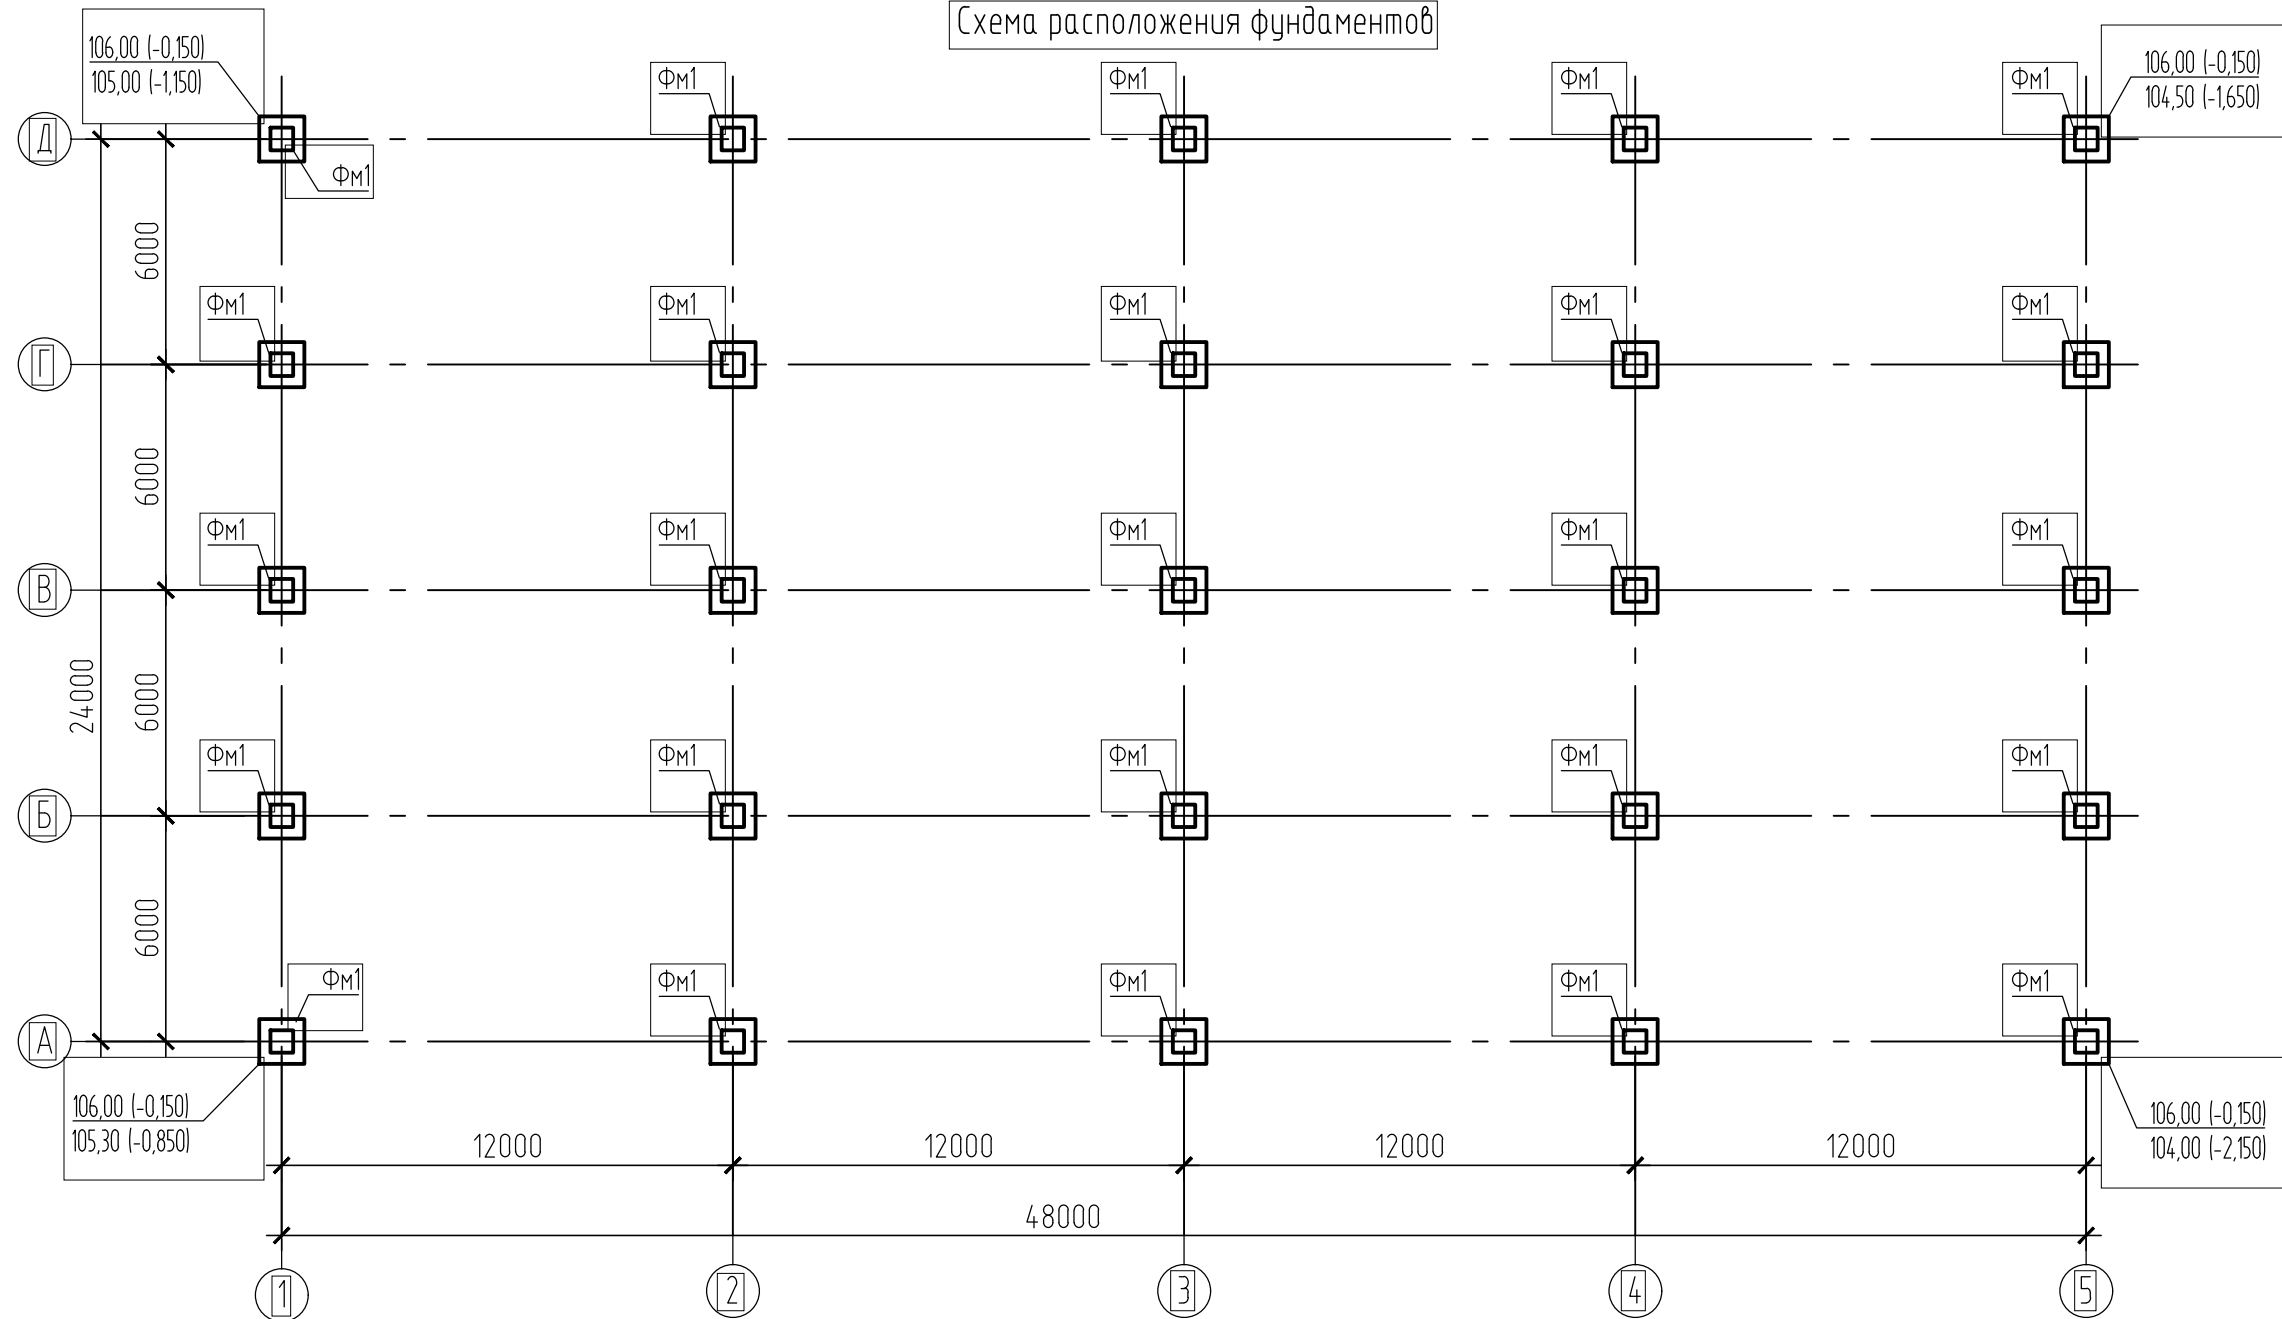 Схема расположения фундаментов
106,00 (-0,150)
105,00 (-1,150)
Фм1
Фм1
Фм1
Фм1
106,00 (-0,150)
104,50 (-1,650)
Д
Фм1
6000
Фм1
Фм1
Фм1
Фм1
Фм1
Г
6000
Фм1
Фм1
Фм1
Фм1
Фм1
В
24000
6000
Фм1
Фм1
Фм1
Фм1
Фм1
Б
6000
Фм1
Фм1
Фм1
Фм1
Фм1
А
106,00 (-0,150)
105,30 (-0,850)
106,00 (-0,150)
104,00 (-2,150)
12000
12000
12000
12000
48000
1
2
3
4
5